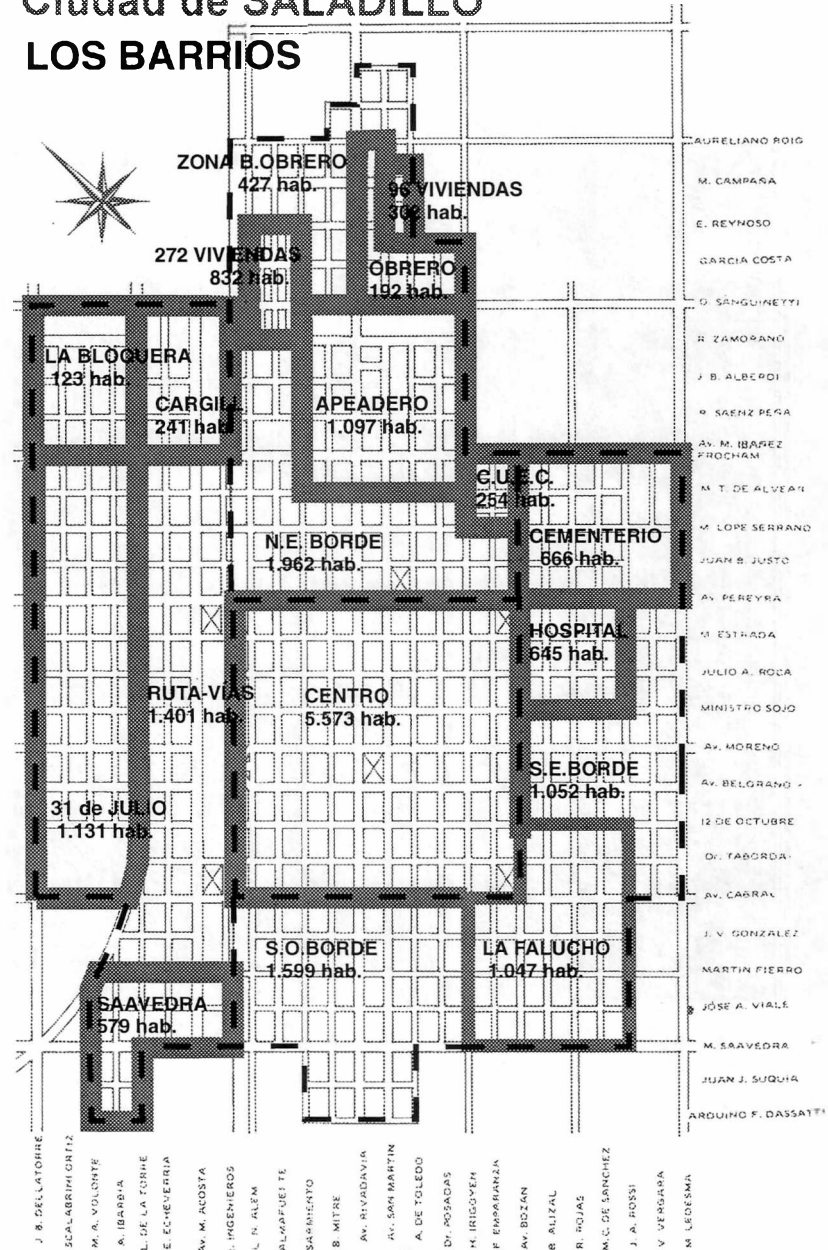 Ciudad de SALADILLO
LOS BARRIOS
ZONA B.OBRERO
427 hab.
96 VIVIENDAS
302 hab.
272 VIVIENDAS
832 hab.
OBRERO
192 hab.
LA BLOQUERA
123 hab.
CARGILL
241 hab
APEADERO
1.097 hab.
C.U.E.C.
254 hab.
N.E. BORDE
1.962 hab.
CEMENTERIO
666 hab.
HOSPITAL
645 hab.
RUTA-VIAS
1.401 hab.
CENTRO
5.573 hab.
S.E.BORDE
1.052 hab.
31 de JULIO
1.131 hab.
S.O.BORDE
1.599 hab.
LA FALUCHO
1.047 hab.
SAAVEDRA
579 hab.
AURELIANO ROIG
M. CAMPAÑA
E. REYNOSO
GARCIA COSTA
O. SANGUINETTI
R. ZAMORANO
J. B. ALBERDI
R. SAENZ PEÑA
Av. M. IBAÑEZ
FROCHAM
M. T. DE ALVEAR
M. LOPE SERRANO
JUAN B. JUSTO
Av. PEREYRA
M. ESTRADA
JULIO A. ROCA
MINISTRO SOJO
Av. MORENO
Av. BELGRANO
12 DE OCTUBRE
Dr. TABORDA
Av. CABRAL
J. V. GONZALEZ
MARTIN FIERRO
JOSE A. VIALE
M. SAAVEDRA
JUAN J. SUQUIA
ARDUINO F. DASSATTI
J. B. DELLATORRE
SCALABRINI ORTIZ
M. A. VOLONTE
A. IBARBIA
L. DE LA TORRE
E. ECHEVERRIA
Av. M. ACOSTA
I. INGENIEROS
L. N. ALEM
ALMAFUERTE
SARMIENTO
B. MITRE
Av. RIVADAVIA
Av. SAN MARTIN
A. DE TOLEDO
Dr. POSADAS
H. IRIGOYEN
F. EMPARANZA
Av. BOZAN
B. ALIZAL
R. ROJAS
M.C. DE SANCHEZ
J. A. ROSSI
V. VERGARA
M. LEDESMA